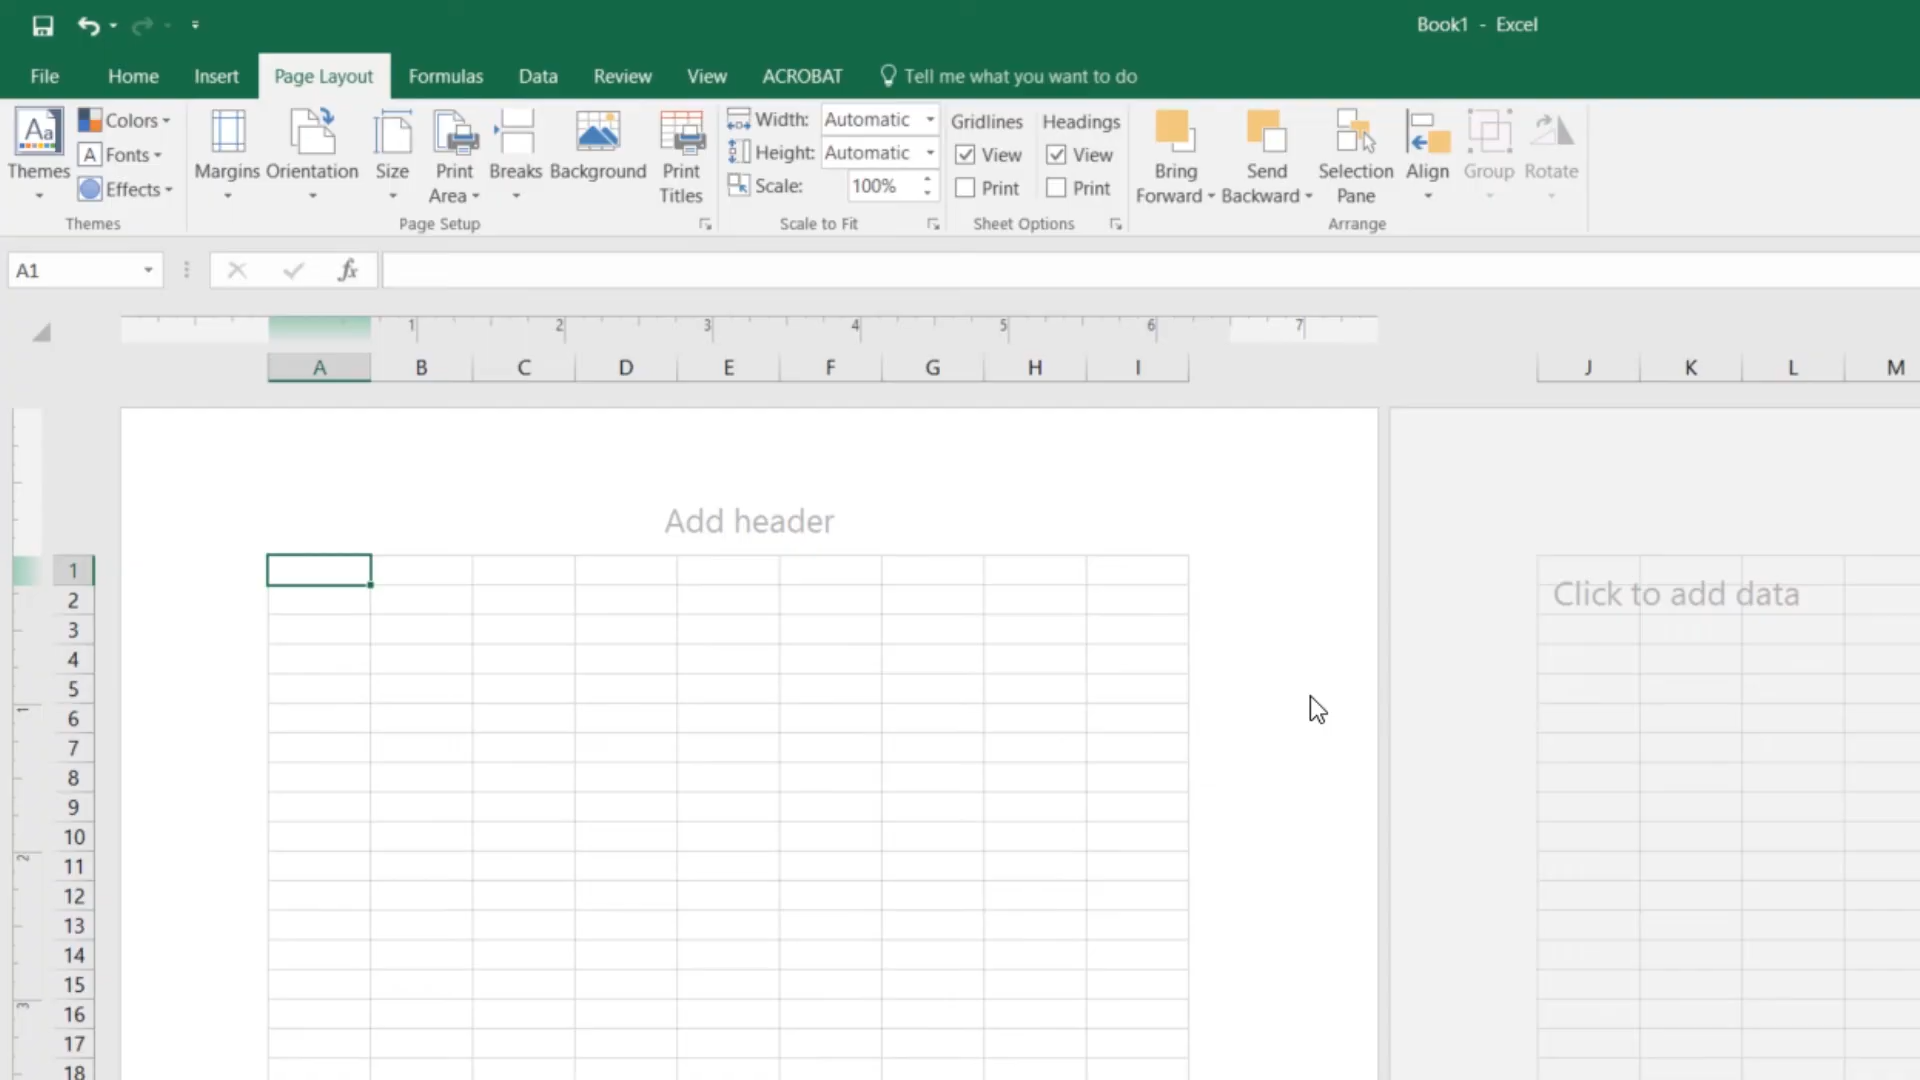 Book1 - Excel
File Home Insert Page Layout Formulas Data Review View ACROBAT Tell me what you want to do
Aa Themes
Colors
A Fonts
Effects
Themes
Margins Orientation Size Print Area Breaks Background Print Titles
Page Setup
Width: Automatic
Height: Automatic
Scale: 100%
Scale to Fit
Gridlines Headings
View View
Print Print
Sheet Options
Bring Forward Send Backward Selection Pane Align Group Rotate
Arrange
A1 fx
1 2 3 4 5 6 7
A B C D E F G H I J K L M
Add header
Click to add data
1
2
3
4
5
6
7
8
9
10
11
12
13
14
15
16
17
18
1
2
3